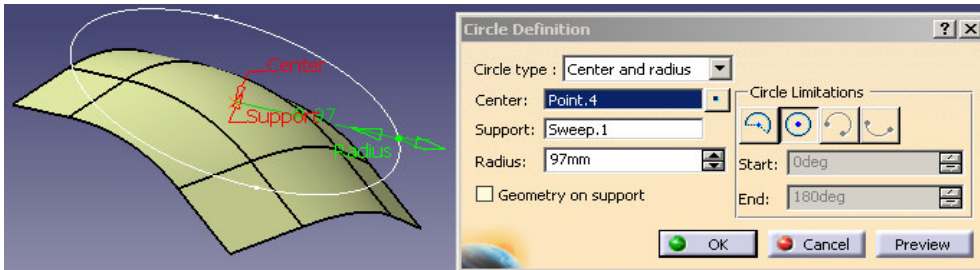 Center
Support
97
Radius
Circle Definition
Circle type : Center and radius
Center: Point.4
Support: Sweep.1
Radius: 97mm
Geometry on support
Circle Limitations
Start: 0deg
End: 180deg
OK Cancel Preview